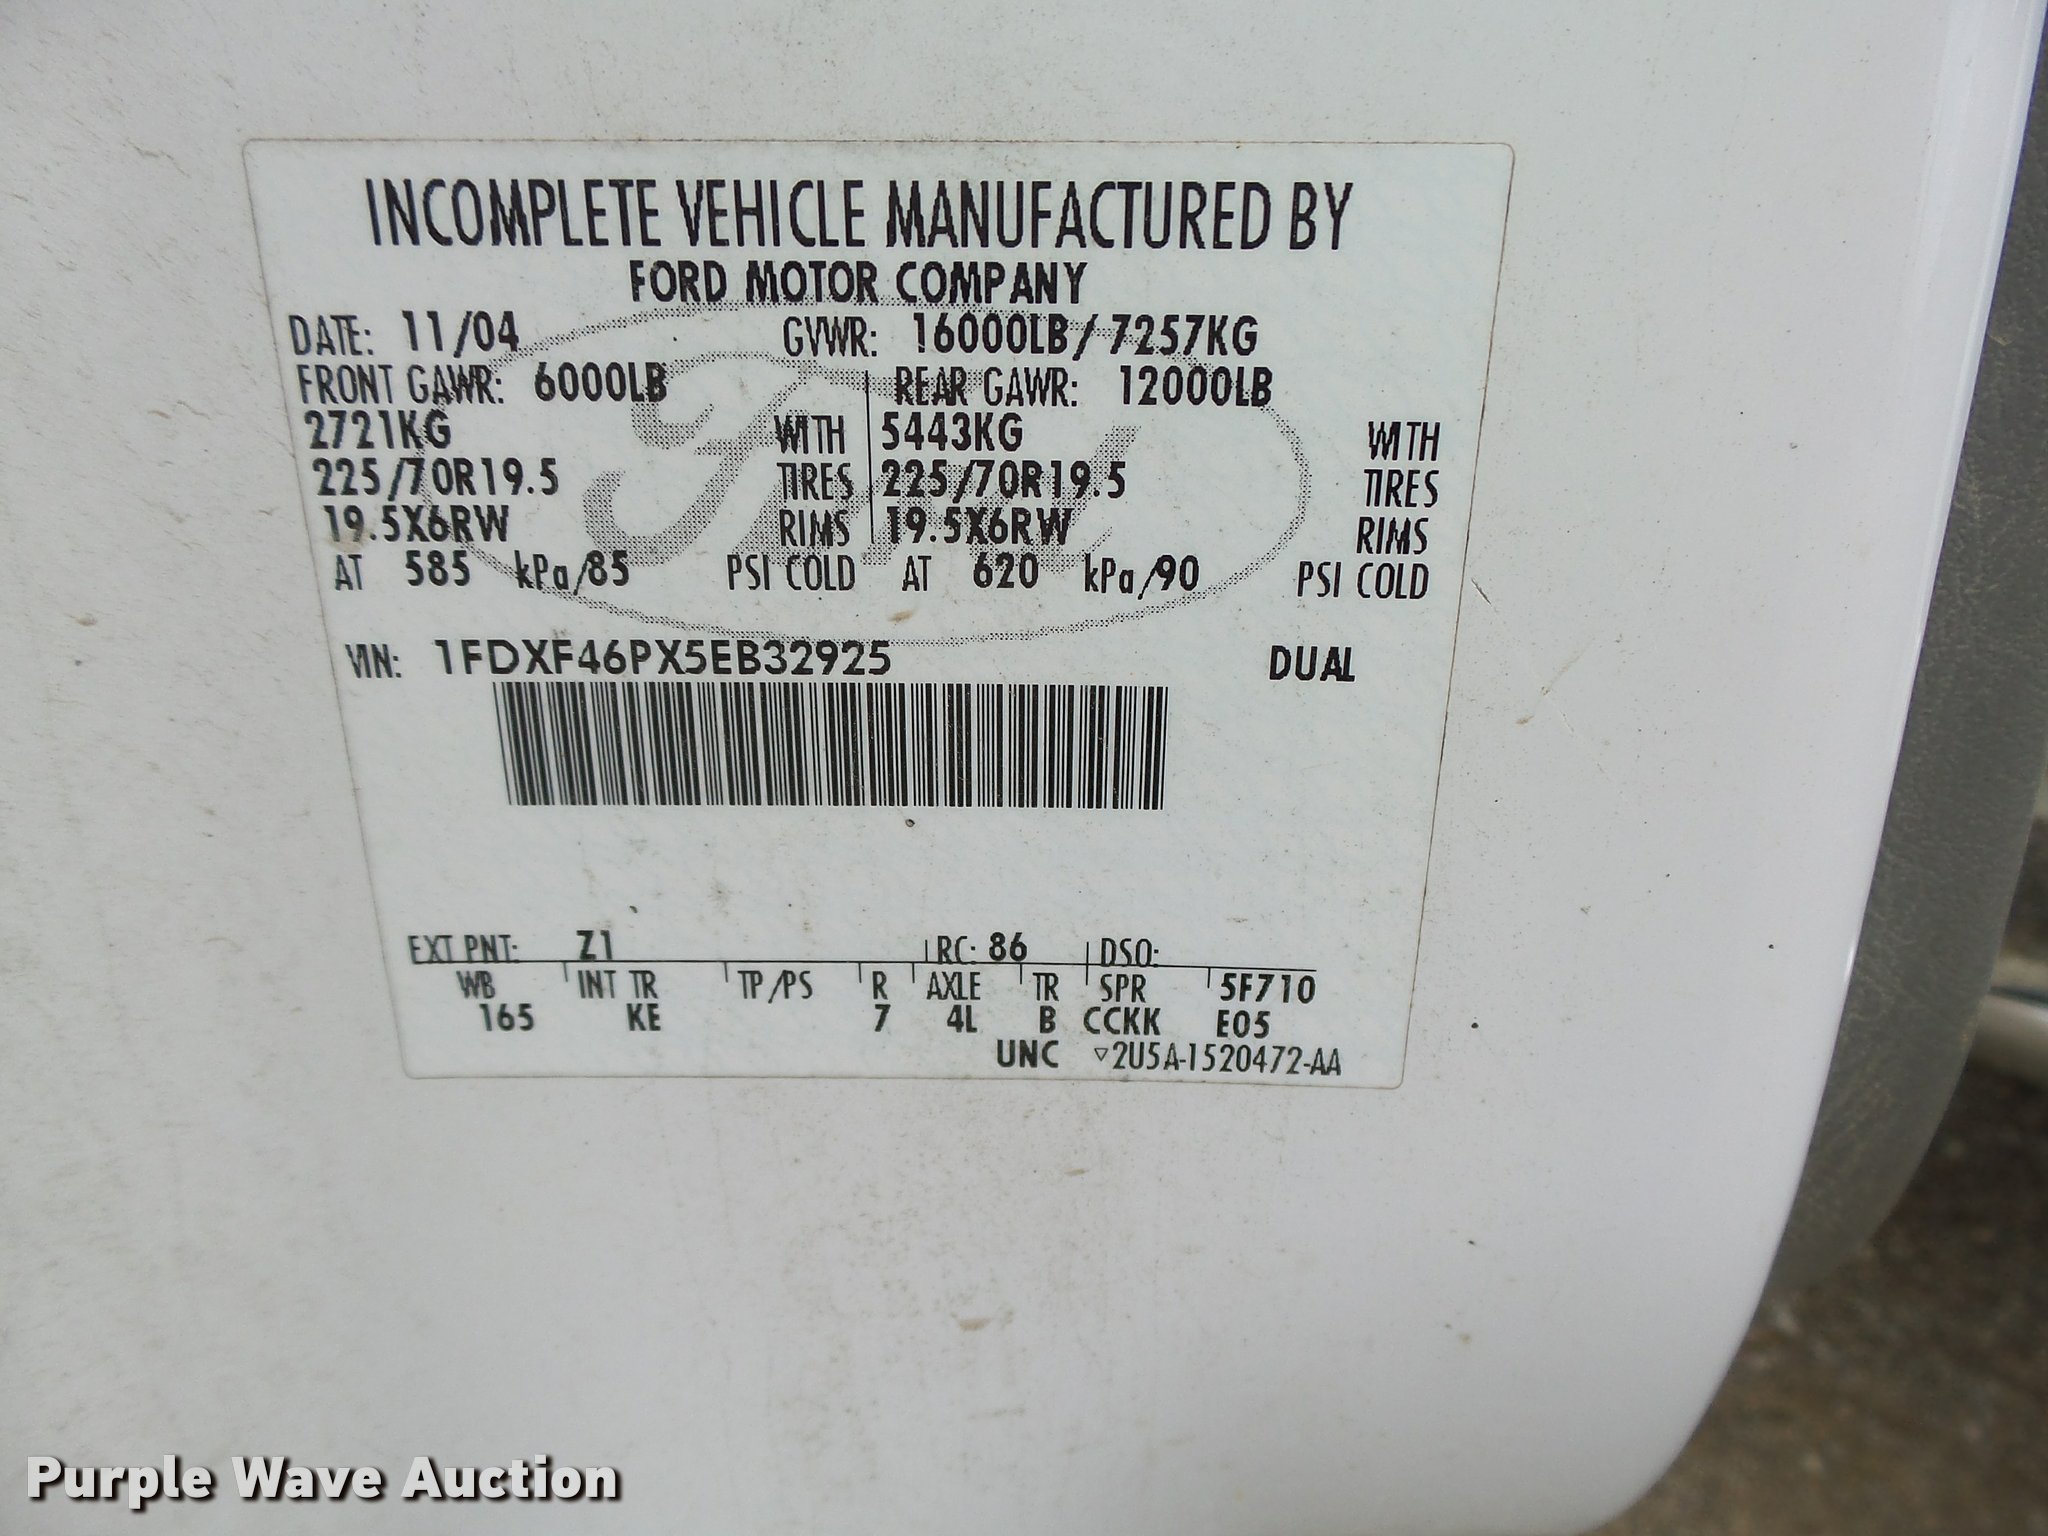 INCOMPLETE VEHICLE MANUFACTURED BY
FORD MOTOR COMPANY
DATE: 11/04 GVWR: 16000LB/7257KG
FRONT GAWR: 6000LB REAR GAWR: 12000LB
2721KG WITH 5443KG WITH
225/70R19.5 TIRES 225/70R19.5 TIRES
19.5X6RW RIMS 19.5X6RW RIMS
AT 585 kPa/85 PSI COLD AT 620 kPa/90 PSI COLD
VIN: 1FDXF46PX5EB32925 DUAL
EXT PNT: Z1 RC: 86 DSO:
WB INT TR TP/PS R AXLE TR SPR 5F710
165 KE 7 4L B CCKK E05
UNC ▽2U5A-1520472-AA
Ford
Purple Wave Auction